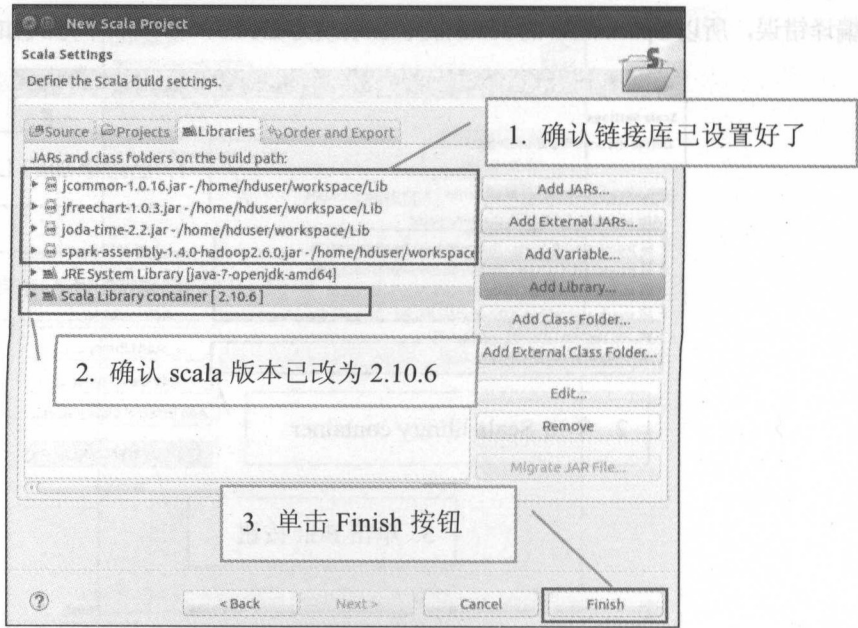 编译错误，所以
New Scala Project
Scala Settings
Define the Scala build settings.
Source Projects Libraries Order and Export
JARs and class folders on the build path:
jcommon-1.0.16.jar - /home/hduser/workspace/Lib
jfreechart-1.0.3.jar - /home/hduser/workspace/Lib
joda-time-2.2.jar - /home/hduser/workspace/Lib
spark-assembly-1.4.0-hadoop2.6.0.jar - /home/hduser/workspace
JRE System Library [java-7-openjdk-amd64]
Scala Library container [ 2.10.6 ]
1. 确认链接库已设置好了
Add JARs...
Add External JARs...
Add Variable...
Add Library...
Add Class Folder...
Add External Class Folder...
Edit...
Remove
Migrate JAR File...
2. 确认 scala 版本已改为 2.10.6
3. 单击 Finish 按钮
< Back
Next >
Cancel
Finish